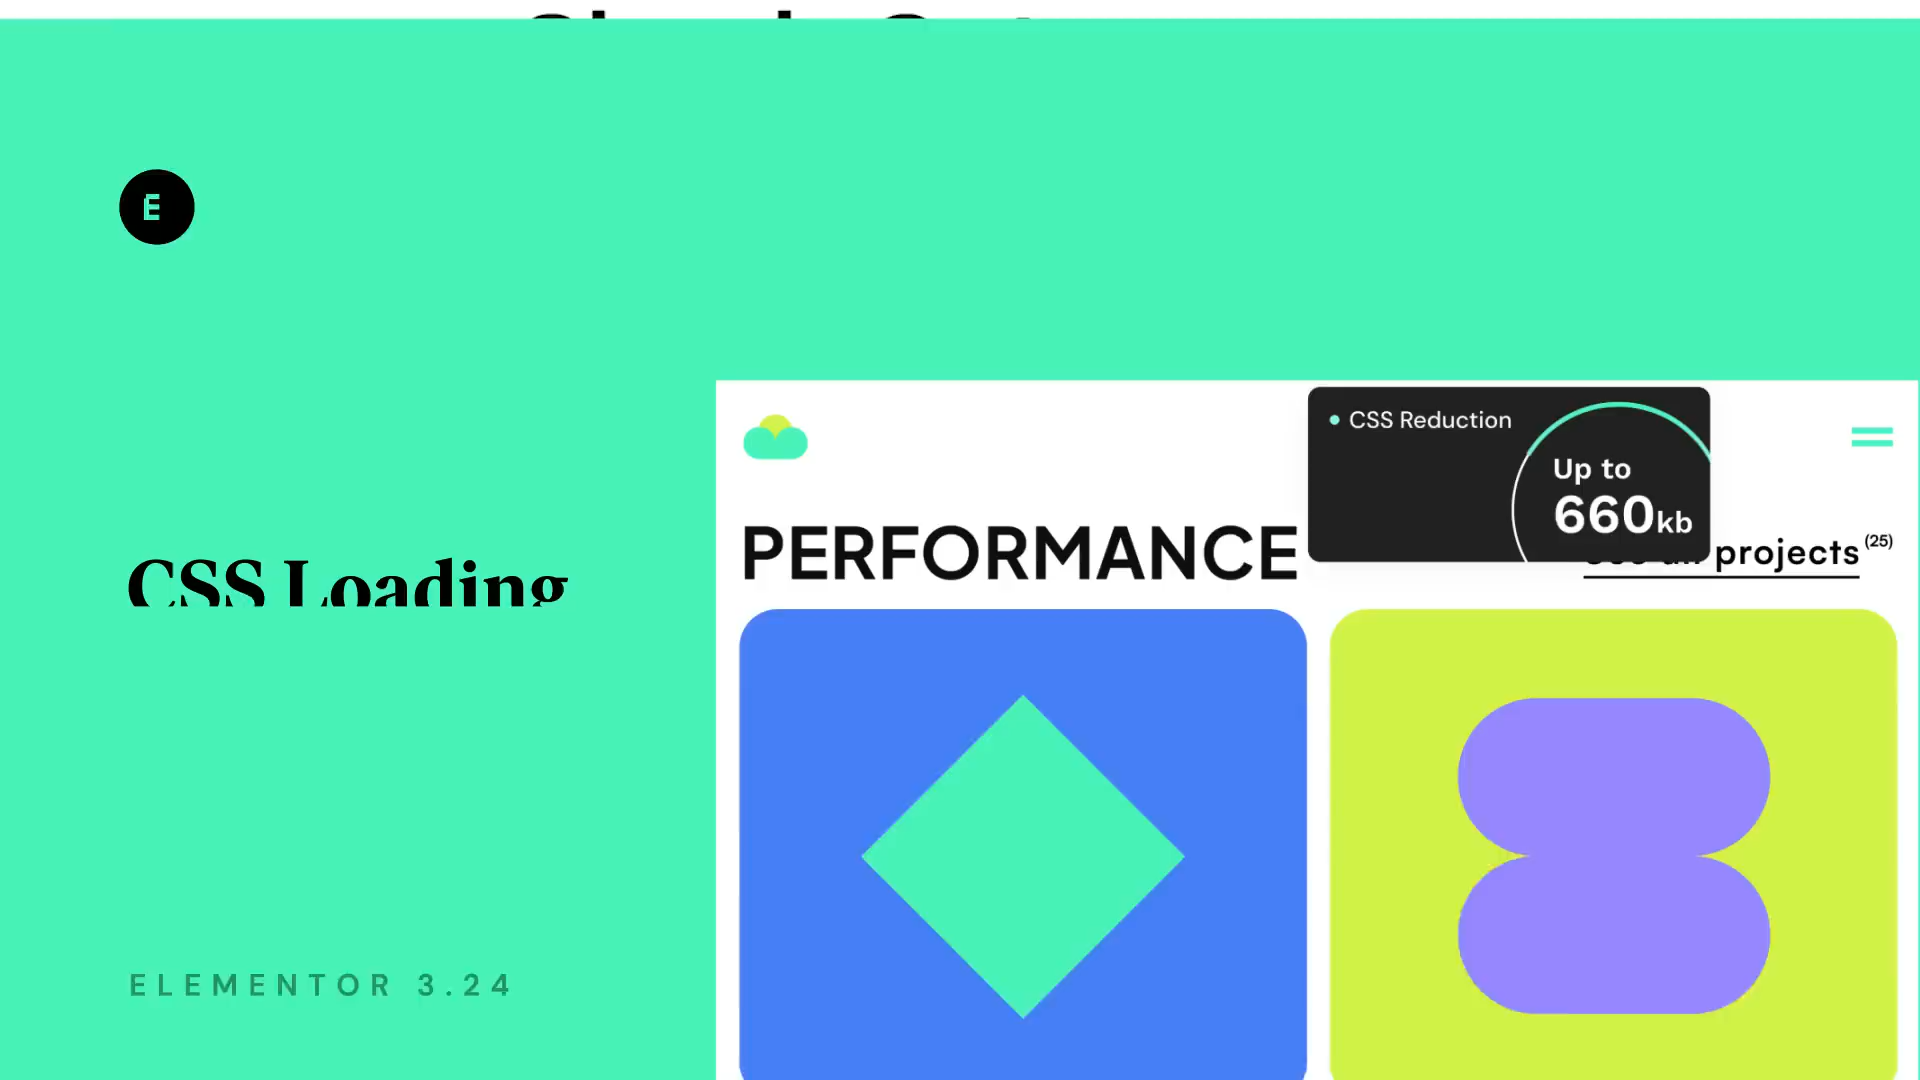 E
CSS Loading
ELEMENTOR 3.24
CSS Reduction
Up to
660kb
PERFORMANCE
projects (25)